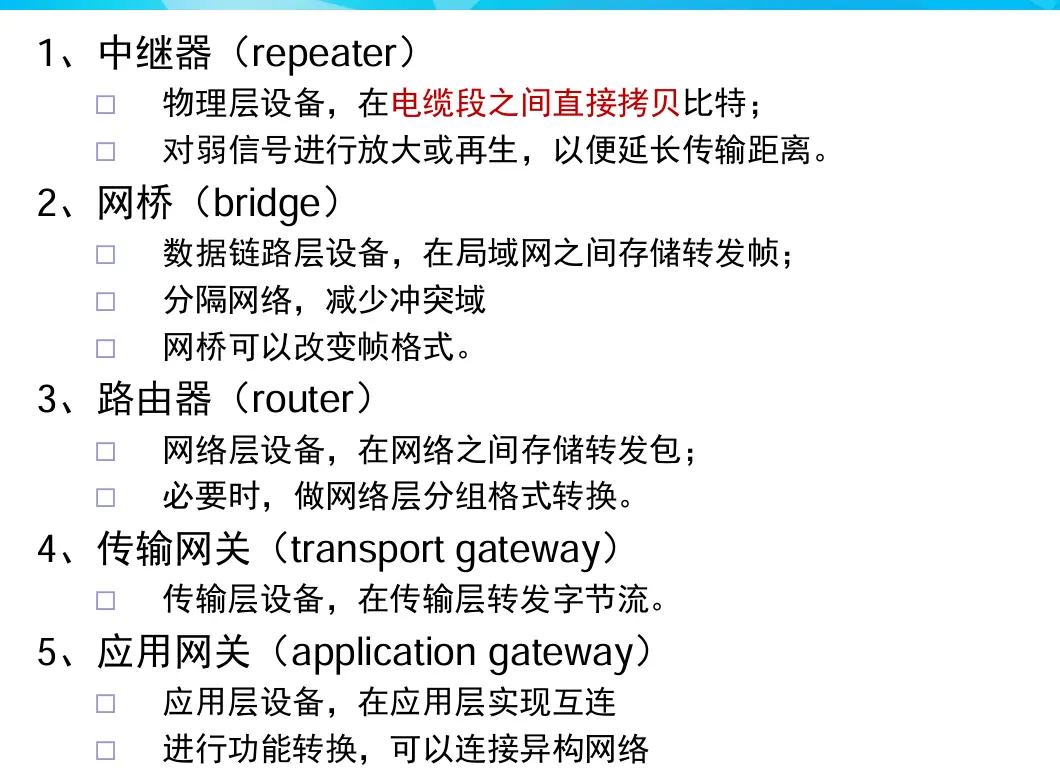 1、中继器（repeater）
物理层设备，在电缆段之间直接拷贝比特；
对弱信号进行放大或再生，以便延长传输距离。
2、网桥（bridge）
数据链路层设备，在局域网之间存储转发帧；
分隔网络，减少冲突域
网桥可以改变帧格式。
3、路由器（router）
网络层设备，在网络之间存储转发包；
必要时，做网络层分组格式转换。
4、传输网关（transport gateway）
传输层设备，在传输层转发字节流。
5、应用网关（application gateway）
应用层设备，在应用层实现互连
进行功能转换，可以连接异构网络